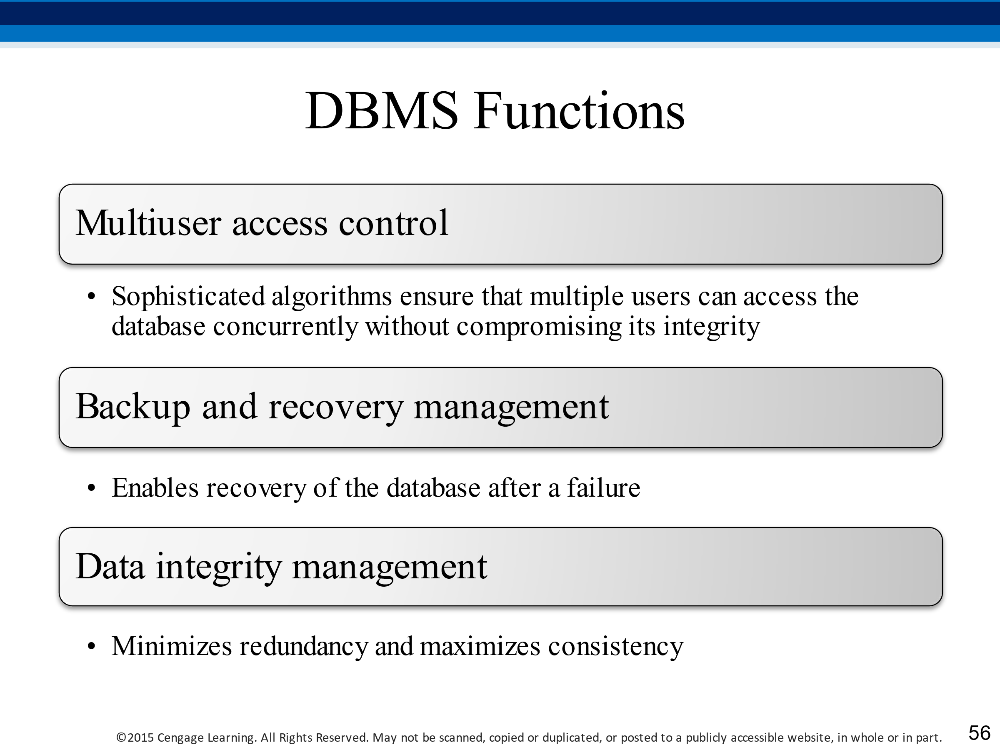 DBMS Functions
Multiuser access control
• Sophisticated algorithms ensure that multiple users can access the
database concurrently without compromising its integrity
Backup and recovery management
• Enables recovery of the database after a failure
Data integrity management
• Minimizes redundancy and maximizes consistency
©2015 Cengage Learning. All Rights Reserved. May not be scanned, copied or duplicated, or posted to a publicly accessible website, in whole or in part.
56